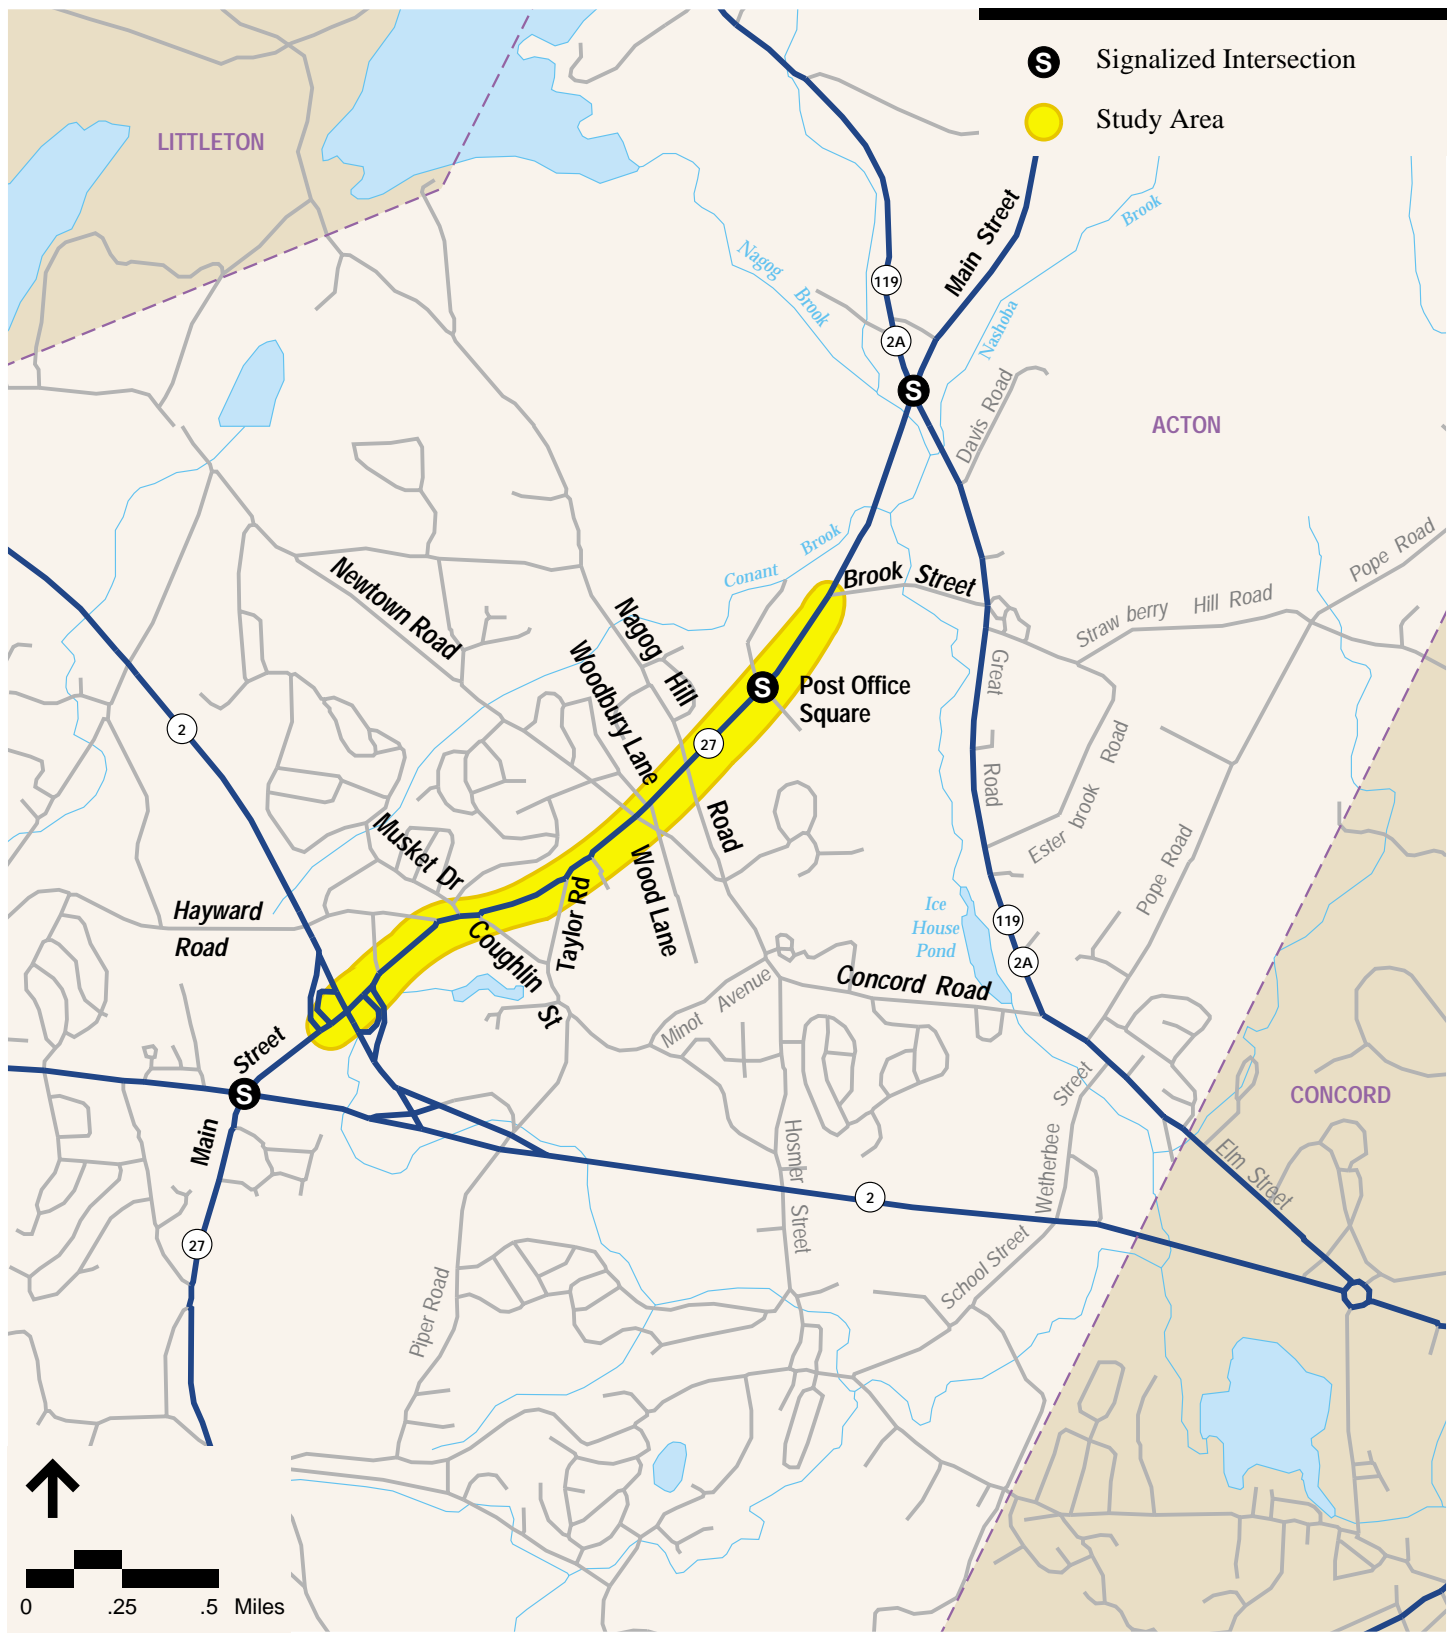 S Signalized Intersection
Study Area
LITTLETON
Main Street
Brook
Nagog
Brook
119
Nashoba
2A
S
Davis Road
ACTON
Conant Brook
Pope Road
Newtown Road
Brook Street
Straw berry Hill Road
Nagog Hill
Woodbury Lane
Great
Road
S
Post Office
Square
2
27
Ester brook Road
Road
Musket Dr
Pope Road
Wood Lane
Taylor Rd
Hayward
Road
Coughlin St
Ice
House
Pond
119
2A
Concord Road
Minot Avenue
Street
S
Main
Street
Wetherbee
CONCORD
Hosmer
Street
Elm Street
2
27
School Street
Piper Road
0 .25 .5 Miles